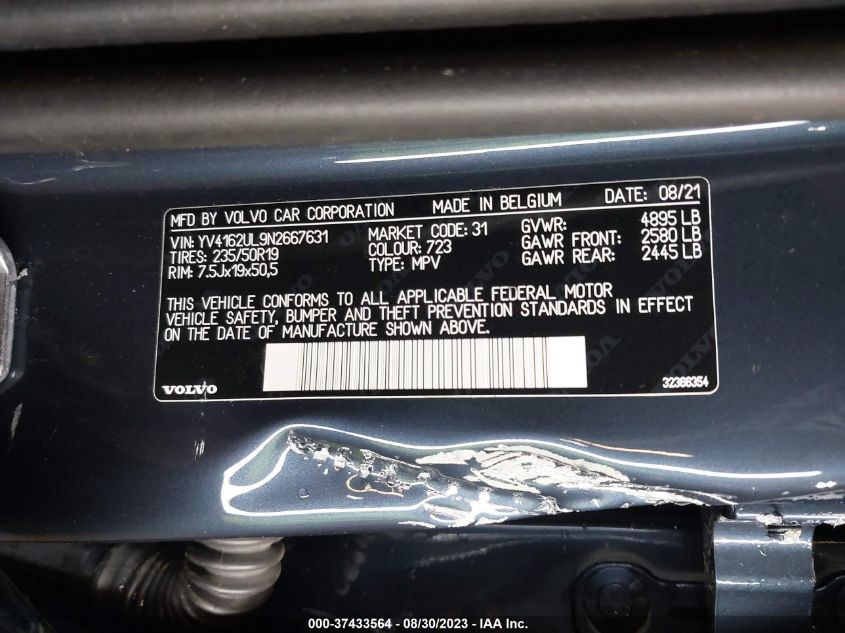 MFD BY VOLVO CAR CORPORATION MADE IN BELGIUM DATE: 08/21
VIN: YV4162UL9N2667631 MARKET CODE: 31 GVWR: 4895 LB
TIRES: 235/50R19 COLOUR: 723 GAWR FRONT: 2580 LB
RIM: 7.5Jx19x50,5 TYPE: MPV GAWR REAR: 2445 LB
THIS VEHICLE CONFORMS TO ALL APPLICABLE FEDERAL MOTOR
VEHICLE SAFETY, BUMPER AND THEFT PREVENTION STANDARDS IN EFFECT
ON THE DATE OF MANUFACTURE SHOWN ABOVE.
VOLVO 32366354
000-37433564 - 08/30/2023 - IAA Inc.